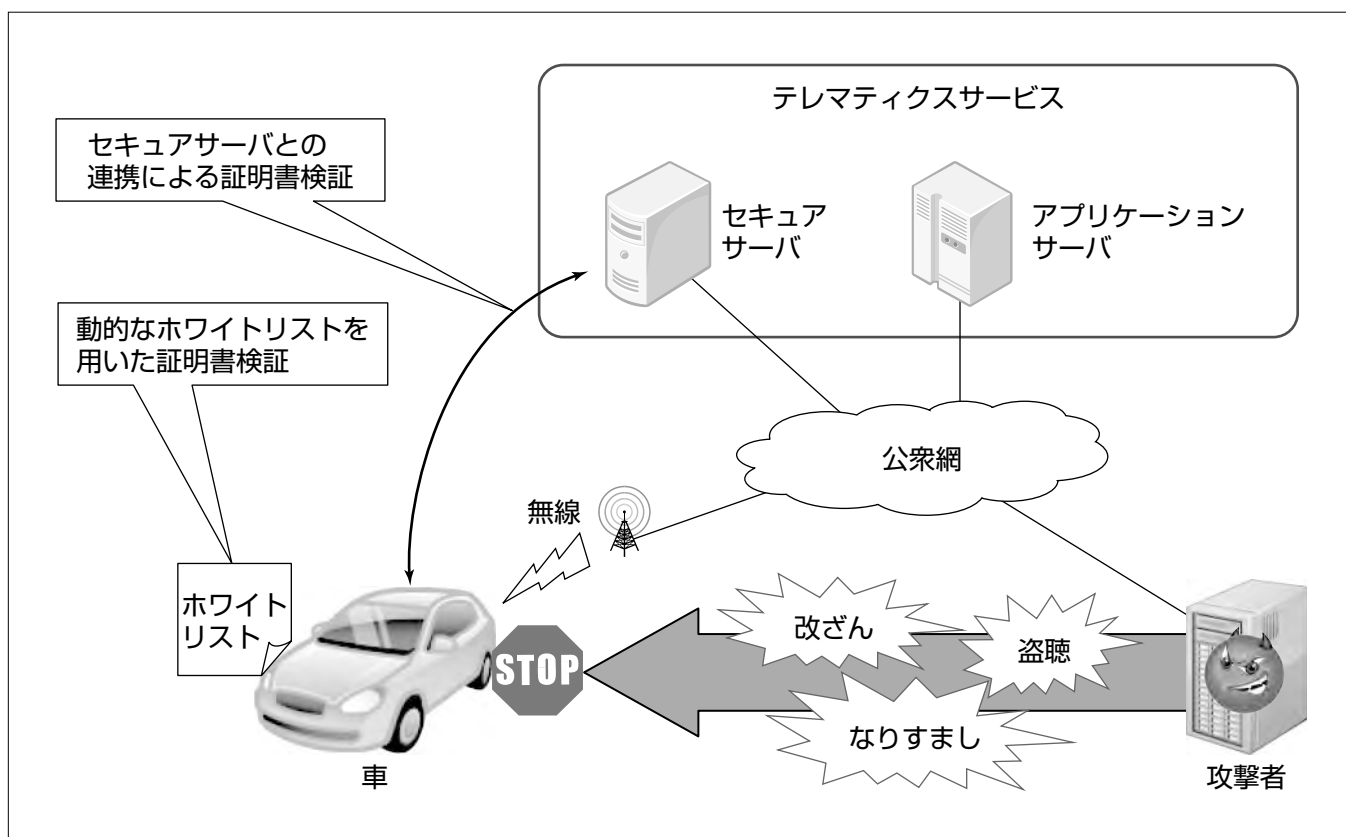 テレマティクスサービス
セキュアサーバとの
連携による証明書検証
セキュア
サーバ
アプリケーション
サーバ
動的なホワイトリストを
用いた証明書検証
公衆網
無線
ホワイト
リスト
STOP
改ざん
盗聴
なりすまし
車
攻撃者